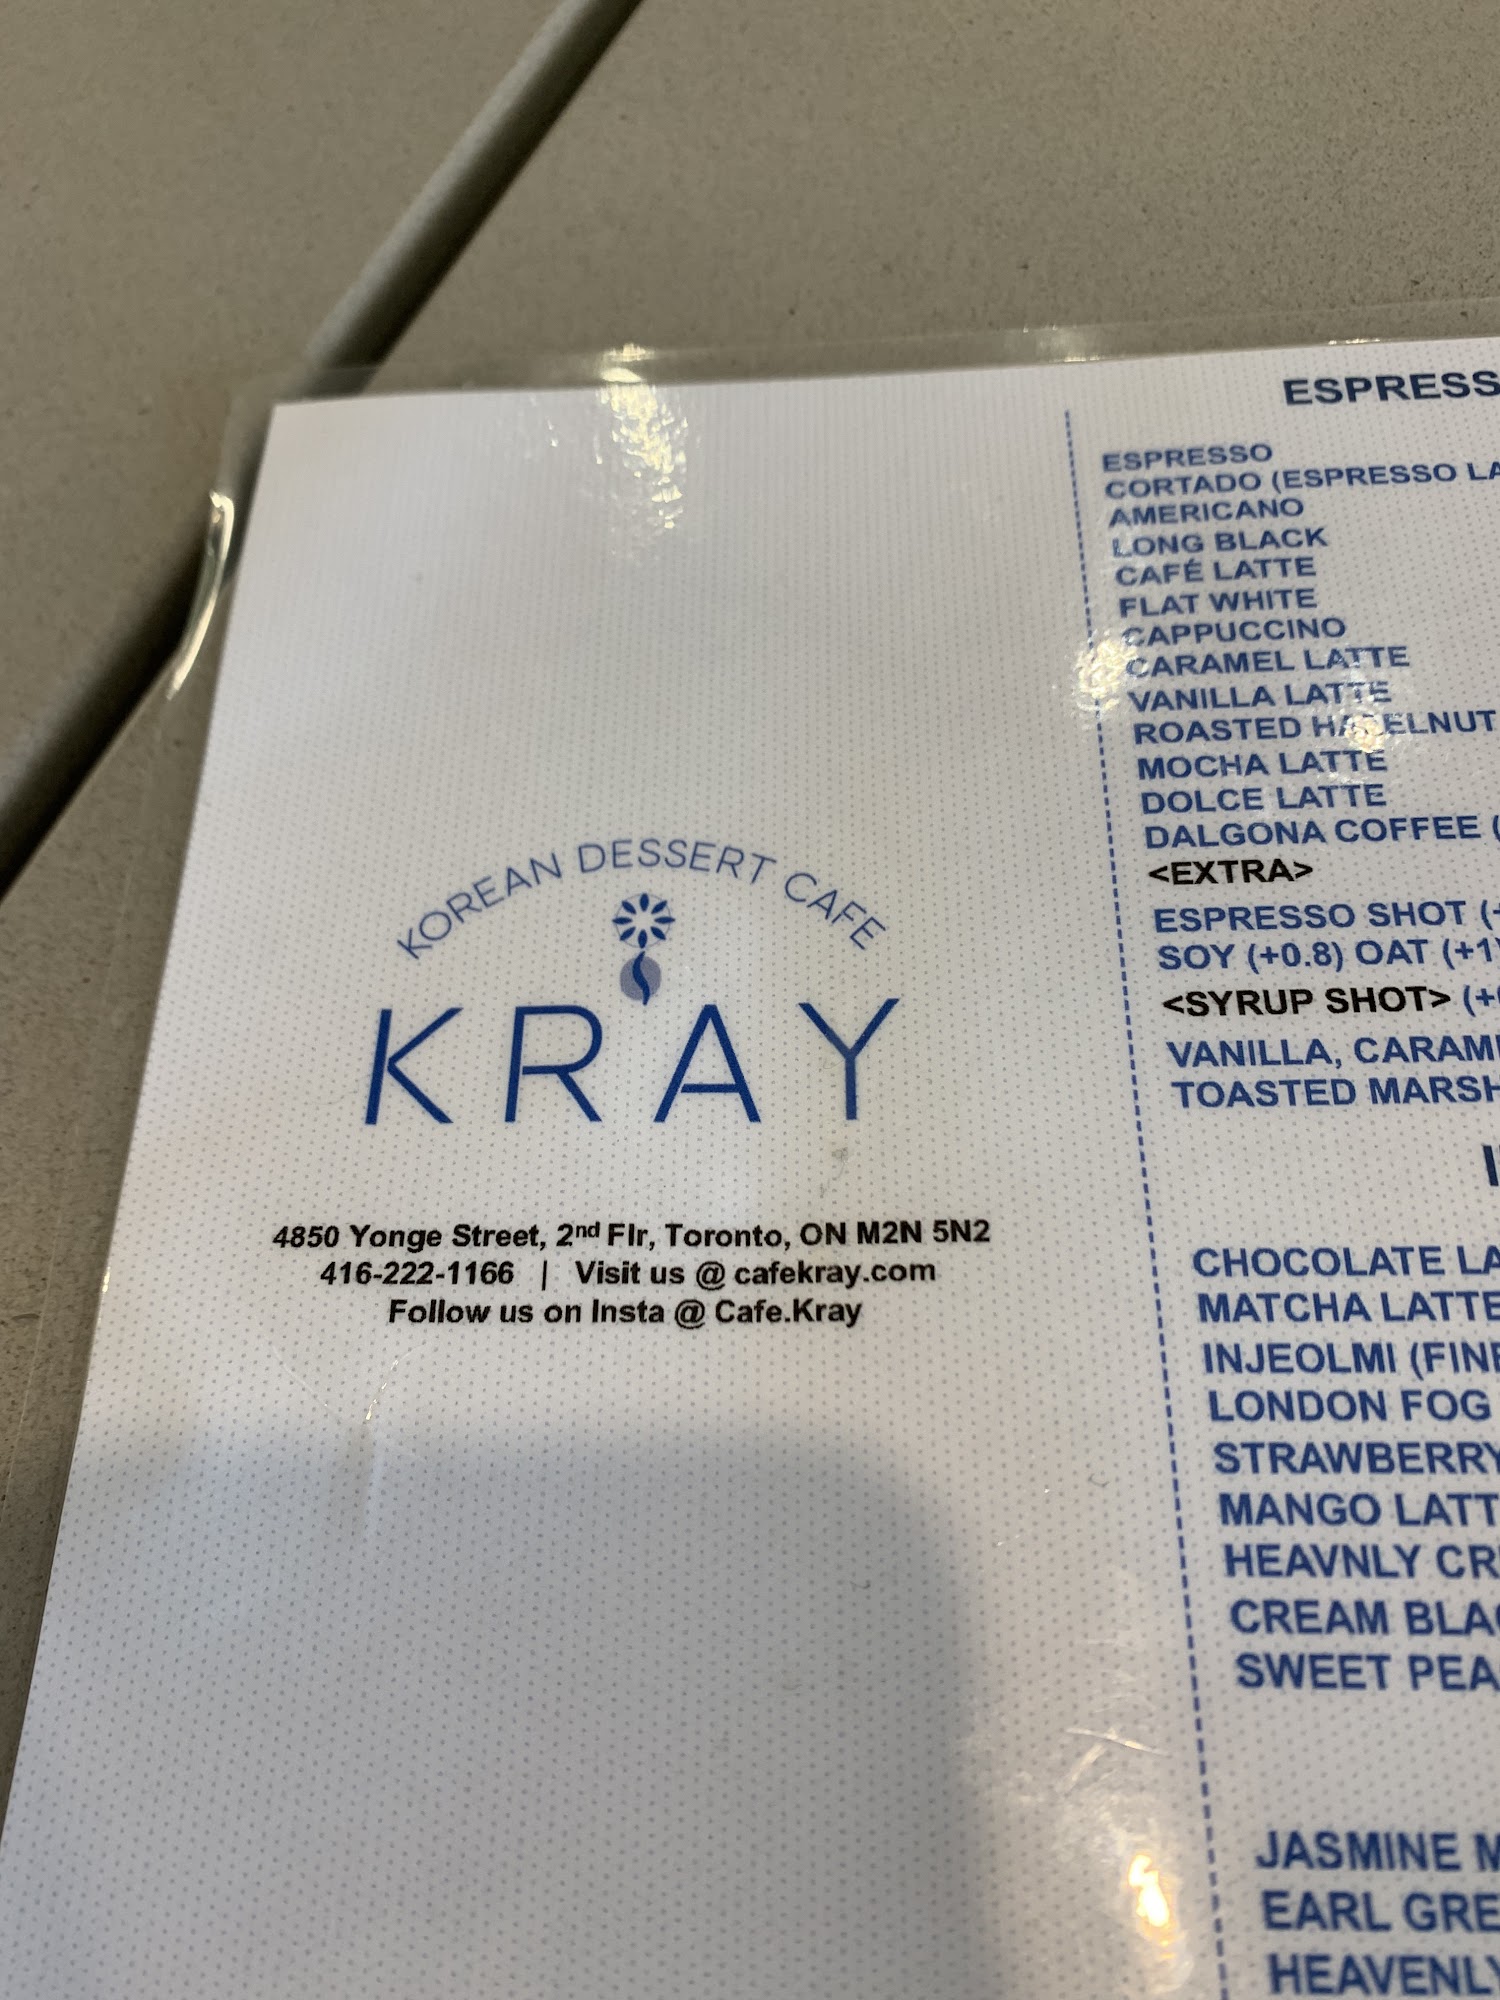 KOREAN DESSERT CAFE
KRAY
4850 Yonge Street, 2nd Flr, Toronto, ON M2N 5N2
416-222-1166 | Visit us @ cafekray.com
Follow us on Insta @ Cafe.Kray
ESPRESS
ESPRESSO
CORTADO (ESPRESSO LA
AMERICANO
LONG BLACK
CAFÉ LATTE
FLAT WHITE
CAPPUCCINO
CARAMEL LATTE
VANILLA LATTE
ROASTED HAZELNUT
MOCHA LATTE
DOLCE LATTE
DALGONA COFFEE (
<EXTRA>
ESPRESSO SHOT (+
SOY (+0.8) OAT (+1)
<SYRUP SHOT> (+
VANILLA, CARAM
TOASTED MARSH
CHOCOLATE LA
MATCHA LATTE
INJEOLMI (FINE
LONDON FOG
STRAWBERRY
MANGO LATT
HEAVNLY CR
CREAM BLA
SWEET PEA
JASMINE M
EARL GRE
HEAVENLY